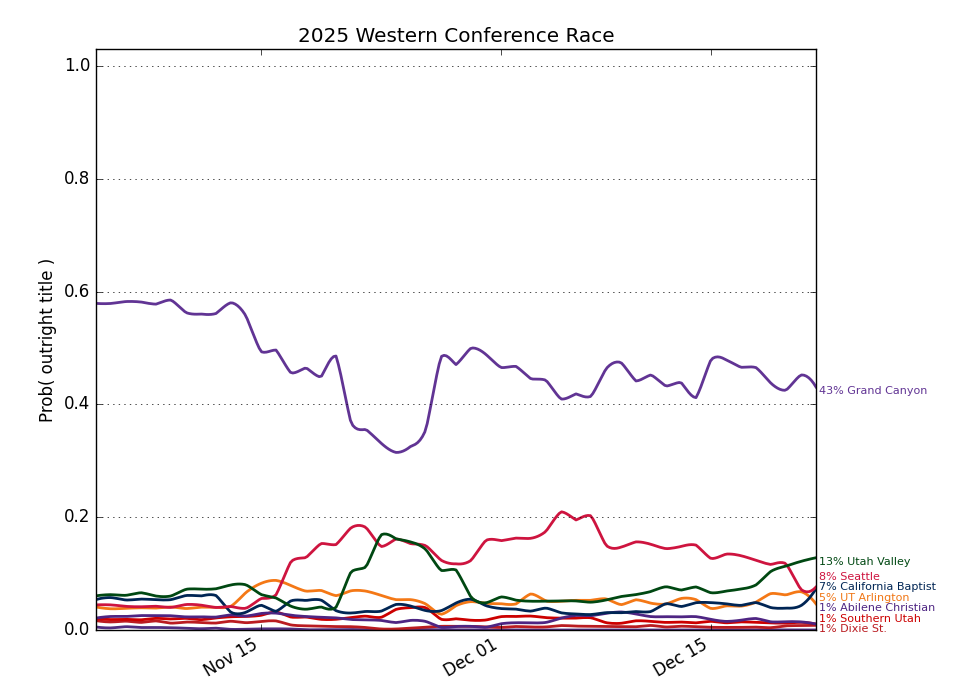 2025 Western Conference Race
Prob( outright title )
1.0
0.8
0.6
0.4
0.2
0.0
Nov 15
Dec 01
Dec 15
43% Grand Canyon
13% Utah Valley
8% Seattle
7% California Baptist
5% UT Arlington
1% Abilene Christian
1% Southern Utah
1% Dixie St.